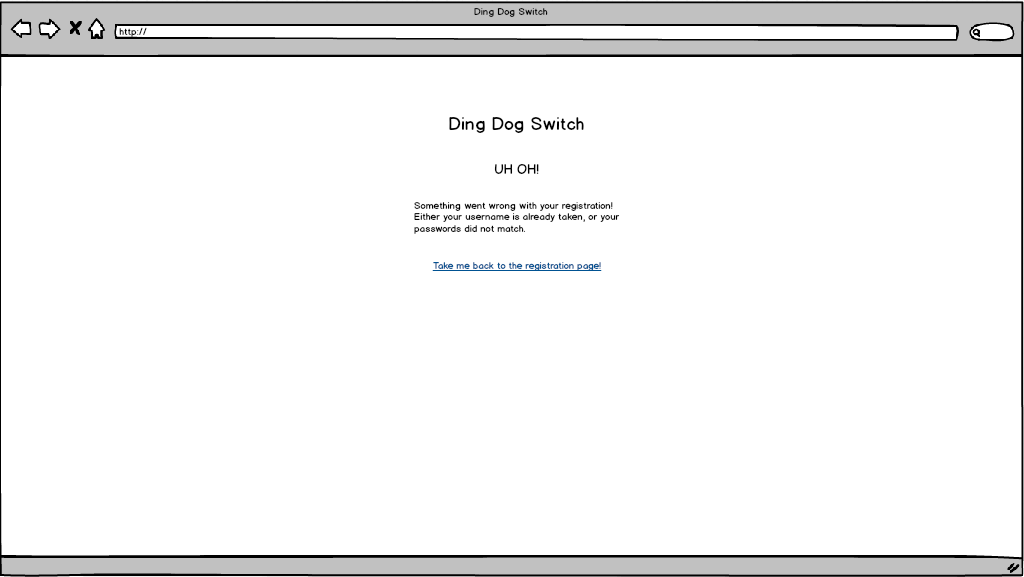 Ding Dog Switch
http://
Ding Dog Switch
UH OH!
Something went wrong with your registration!
Either your username is already taken, or your
passwords did not match.
Take me back to the registration page!